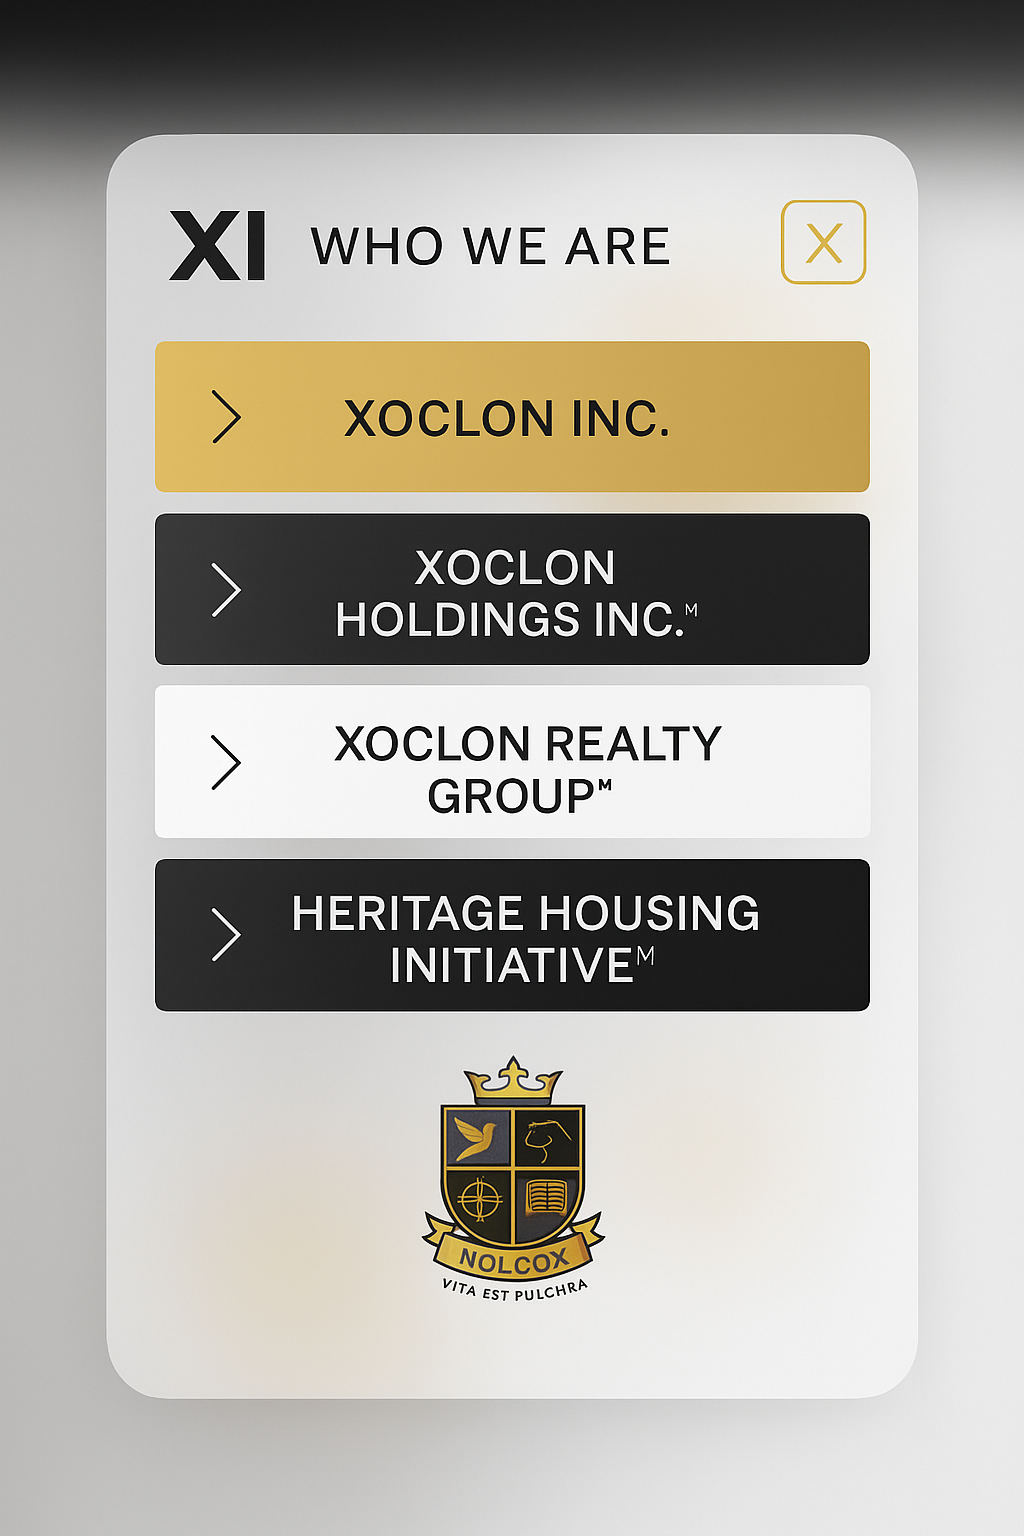 XI WHO WE ARE X
XOCLON INC.
XOCLON
HOLDINGS INC.ᴹ
XOCLON REALTY
GROUPᴹ
HERITAGE HOUSING
INITIATIVEᴹ
NOLCOX
VITA EST PULCHRA